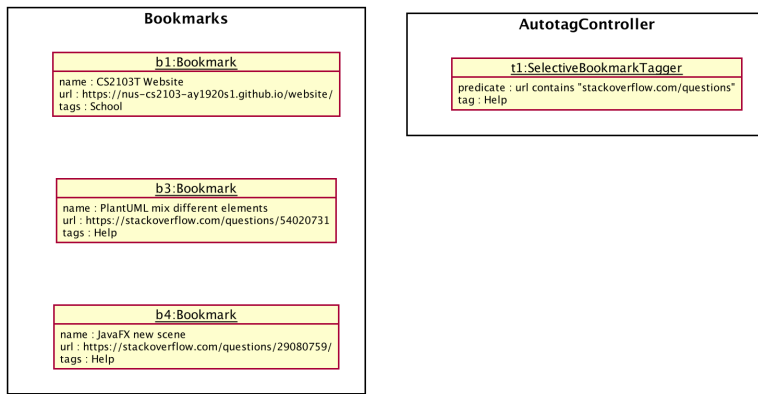 Bookmarks
b1:Bookmark
name : CS2103T Website
url : https://nus-cs2103-ay1920s1.github.io/website/
tags : School
b3:Bookmark
name : PlantUML mix different elements
url : https://stackoverflow.com/questions/54020731
tags : Help
b4:Bookmark
name : JavaFX new scene
url : https://stackoverflow.com/questions/29080759/
tags : Help
AutotagController
t1:SelectiveBookmarkTagger
predicate : url contains "stackoverflow.com/questions"
tag : Help